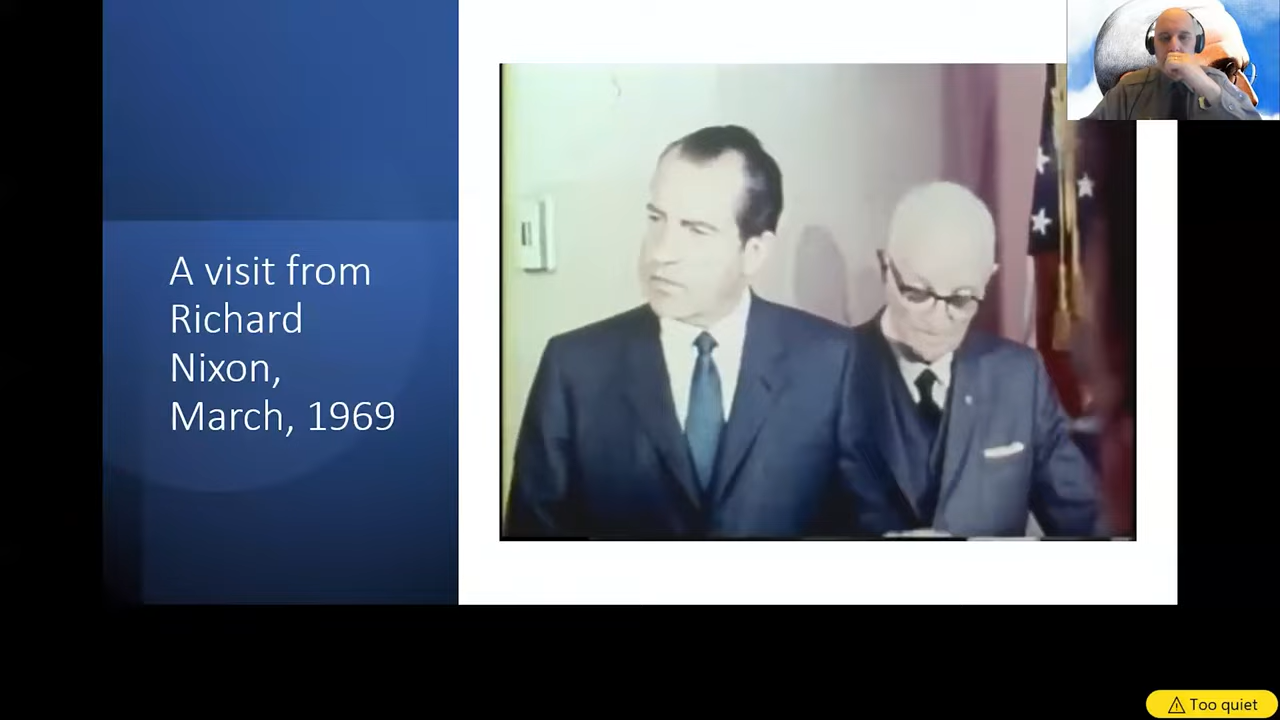 A visit from
Richard
Nixon,
March, 1969
Too quiet